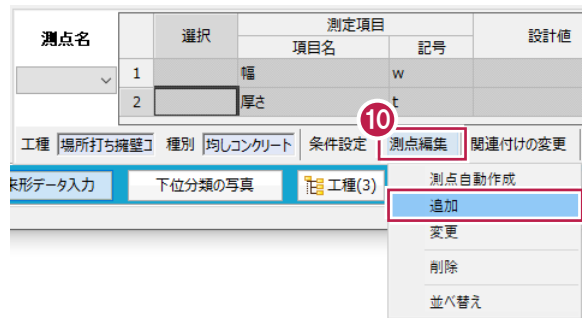 測点名 選択 測定項目 設計値
項目名 記号
1 幅 w
2 厚さ t
10
工種 場所打ち擁壁工 種別 均しコンクリート 条件設定 測点編集 関連付けの変更
来形データ入力 下位分類の写真 工種(3)
測点自動作成
追加
変更
削除
並べ替え